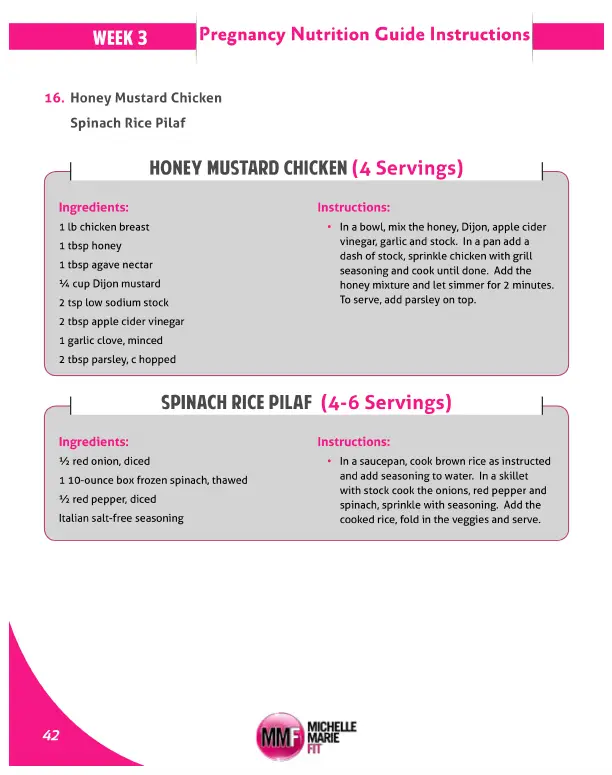 WEEK 3
Pregnancy Nutrition Guide Instructions
16. Honey Mustard Chicken
Spinach Rice Pilaf
HONEY MUSTARD CHICKEN (4 Servings)
Ingredients:
1 lb chicken breast
1 tbsp honey
1 tbsp agave nectar
¼ cup Dijon mustard
2 tsp low sodium stock
2 tbsp apple cider vinegar
1 garlic clove, minced
2 tbsp parsley, c hopped
Instructions:
• In a bowl, mix the honey, Dijon, apple cider
vinegar, garlic and stock. In a pan add a
dash of stock, sprinkle chicken with grill
seasoning and cook until done. Add the
honey mixture and let simmer for 2 minutes.
To serve, add parsley on top.
SPINACH RICE PILAF (4-6 Servings)
Ingredients:
½ red onion, diced
1 10-ounce box frozen spinach, thawed
½ red pepper, diced
Italian salt-free seasoning
Instructions:
• In a saucepan, cook brown rice as instructed
and add seasoning to water. In a skillet
with stock cook the onions, red pepper and
spinach, sprinkle with seasoning. Add the
cooked rice, fold in the veggies and serve.
42
MMF
MICHELLE
MARIE
FIT